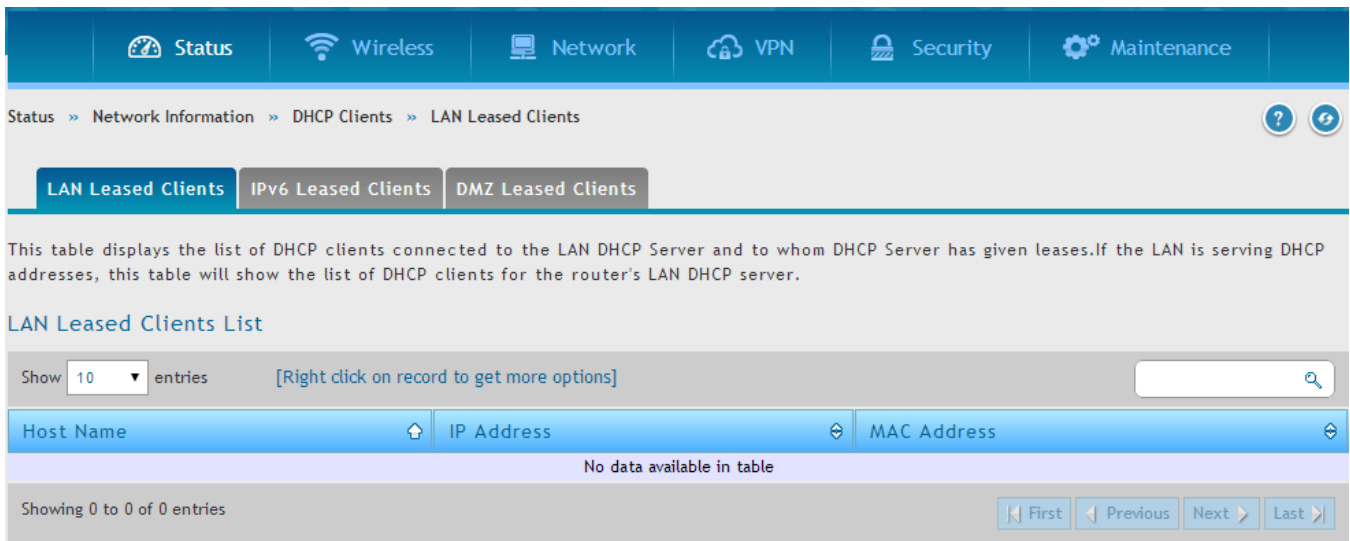 Status Wireless Network VPN Security Maintenance
Status » Network Information » DHCP Clients » LAN Leased Clients
LAN Leased Clients IPv6 Leased Clients DMZ Leased Clients
This table displays the list of DHCP clients connected to the LAN DHCP Server and to whom DHCP Server has given leases.If the LAN is serving DHCP
addresses, this table will show the list of DHCP clients for the router's LAN DHCP server.
LAN Leased Clients List
Show 10 entries [Right click on record to get more options]
Host Name IP Address MAC Address
No data available in table
Showing 0 to 0 of 0 entries First Previous Next Last